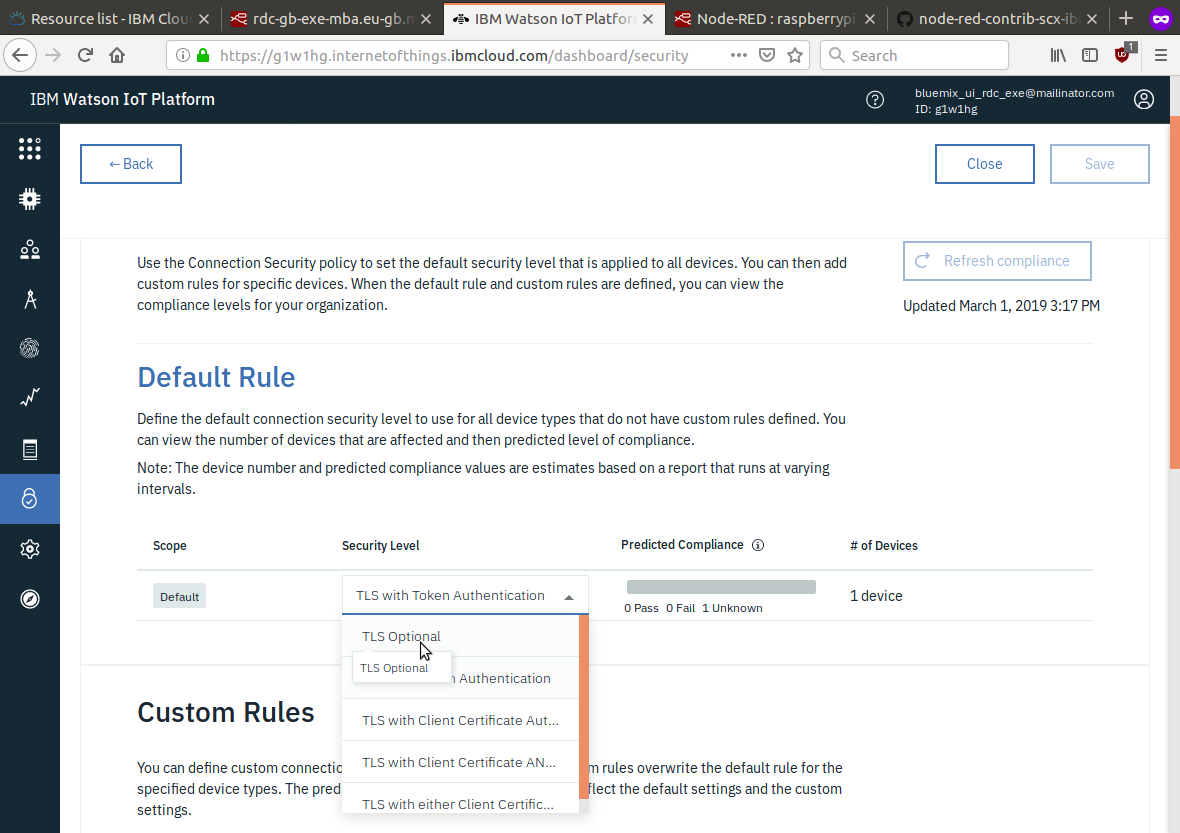 Resource list - IBM Clou
rdc-gb-exe-mba.eu-gb.m
IBM Watson IoT Platfor
Node-RED : raspberrypi
node-red-contrib-scx-ib
https://g1w1hg.internetofthings.ibmcloud.com/dashboard/security
Search
1
IBM Watson IoT Platform
bluemix_ui_rdc_exe@mailinator.com
ID: g1w1hg
← Back
Close
Save
Use the Connection Security policy to set the default security level that is applied to all devices. You can then add
custom rules for specific devices. When the default rule and custom rules are defined, you can view the
compliance levels for your organization.
Refresh compliance
Updated March 1, 2019 3:17 PM
Default Rule
Define the default connection security level to use for all device types that do not have custom rules defined. You
can view the number of devices that are affected and then predicted level of compliance.
Note: The device number and predicted compliance values are estimates based on a report that runs at varying
intervals.
Scope
Security Level
Predicted Compliance
# of Devices
Default
TLS with Token Authentication
0 Pass 0 Fail 1 Unknown
1 device
TLS Optional
TLS Optional
n Authentication
TLS with Client Certificate Aut...
TLS with Client Certificate AN...
TLS with either Client Certific...
Custom Rules
You can define custom connectio m rules overwrite the default rule for the
specified device types. The pred flect the default settings and the custom
settings.